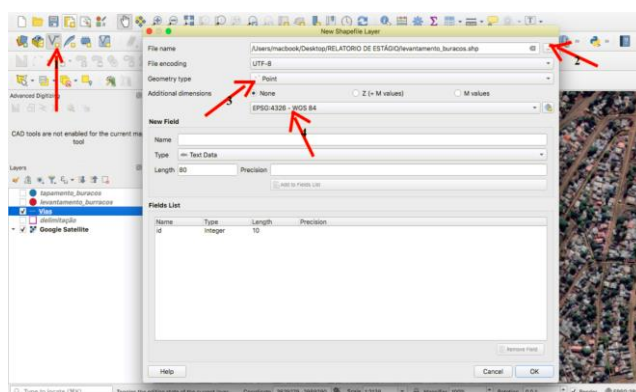 New Shapefile Layer
File name /Users/macbook/Desktop/RELATÓRIO DE ESTÁGIO/levantamento_buracos.shp
2
File encoding UTF-8
Geometry type Point
Additional dimensions None Z (+ M values) M values
3
EPSG:4326 - WGS 84
4
New Field
Name
Type abc Text Data
Length 80 Precision
Add to Fields List
Fields List
Name Type Length Precision
id Integer 10
Remove Field
Help Cancel OK
Advanced Digitizing
CAD tools are not enabled for the current map
tool
Layers
tapamento_buracos
levantamento_burracos
Vias
delimitação
Google Satellite